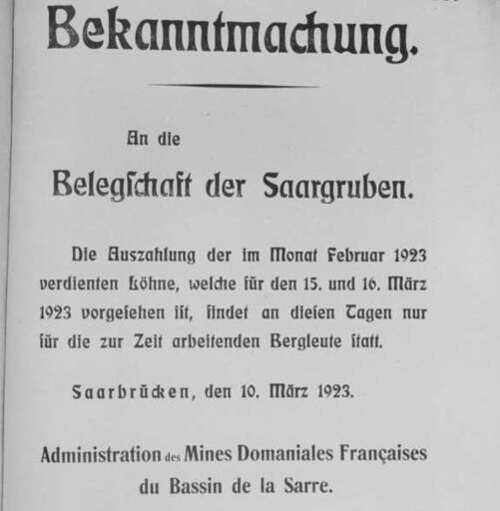 Bekanntmachung.
An die
Belegschaft der Saargruben.
Die Auszahlung der im Monat Februar 1923
verdienten Löhne, welche für den 15. und 16. März
1923 vorgesehen ist, findet an diesen Tagen nur
für die zur Zeit arbeitenden Bergleute statt.
Saarbrücken, den 10. März 1923.
Administration des Mines Domaniales Françaises
du Bassin de la Sarre.